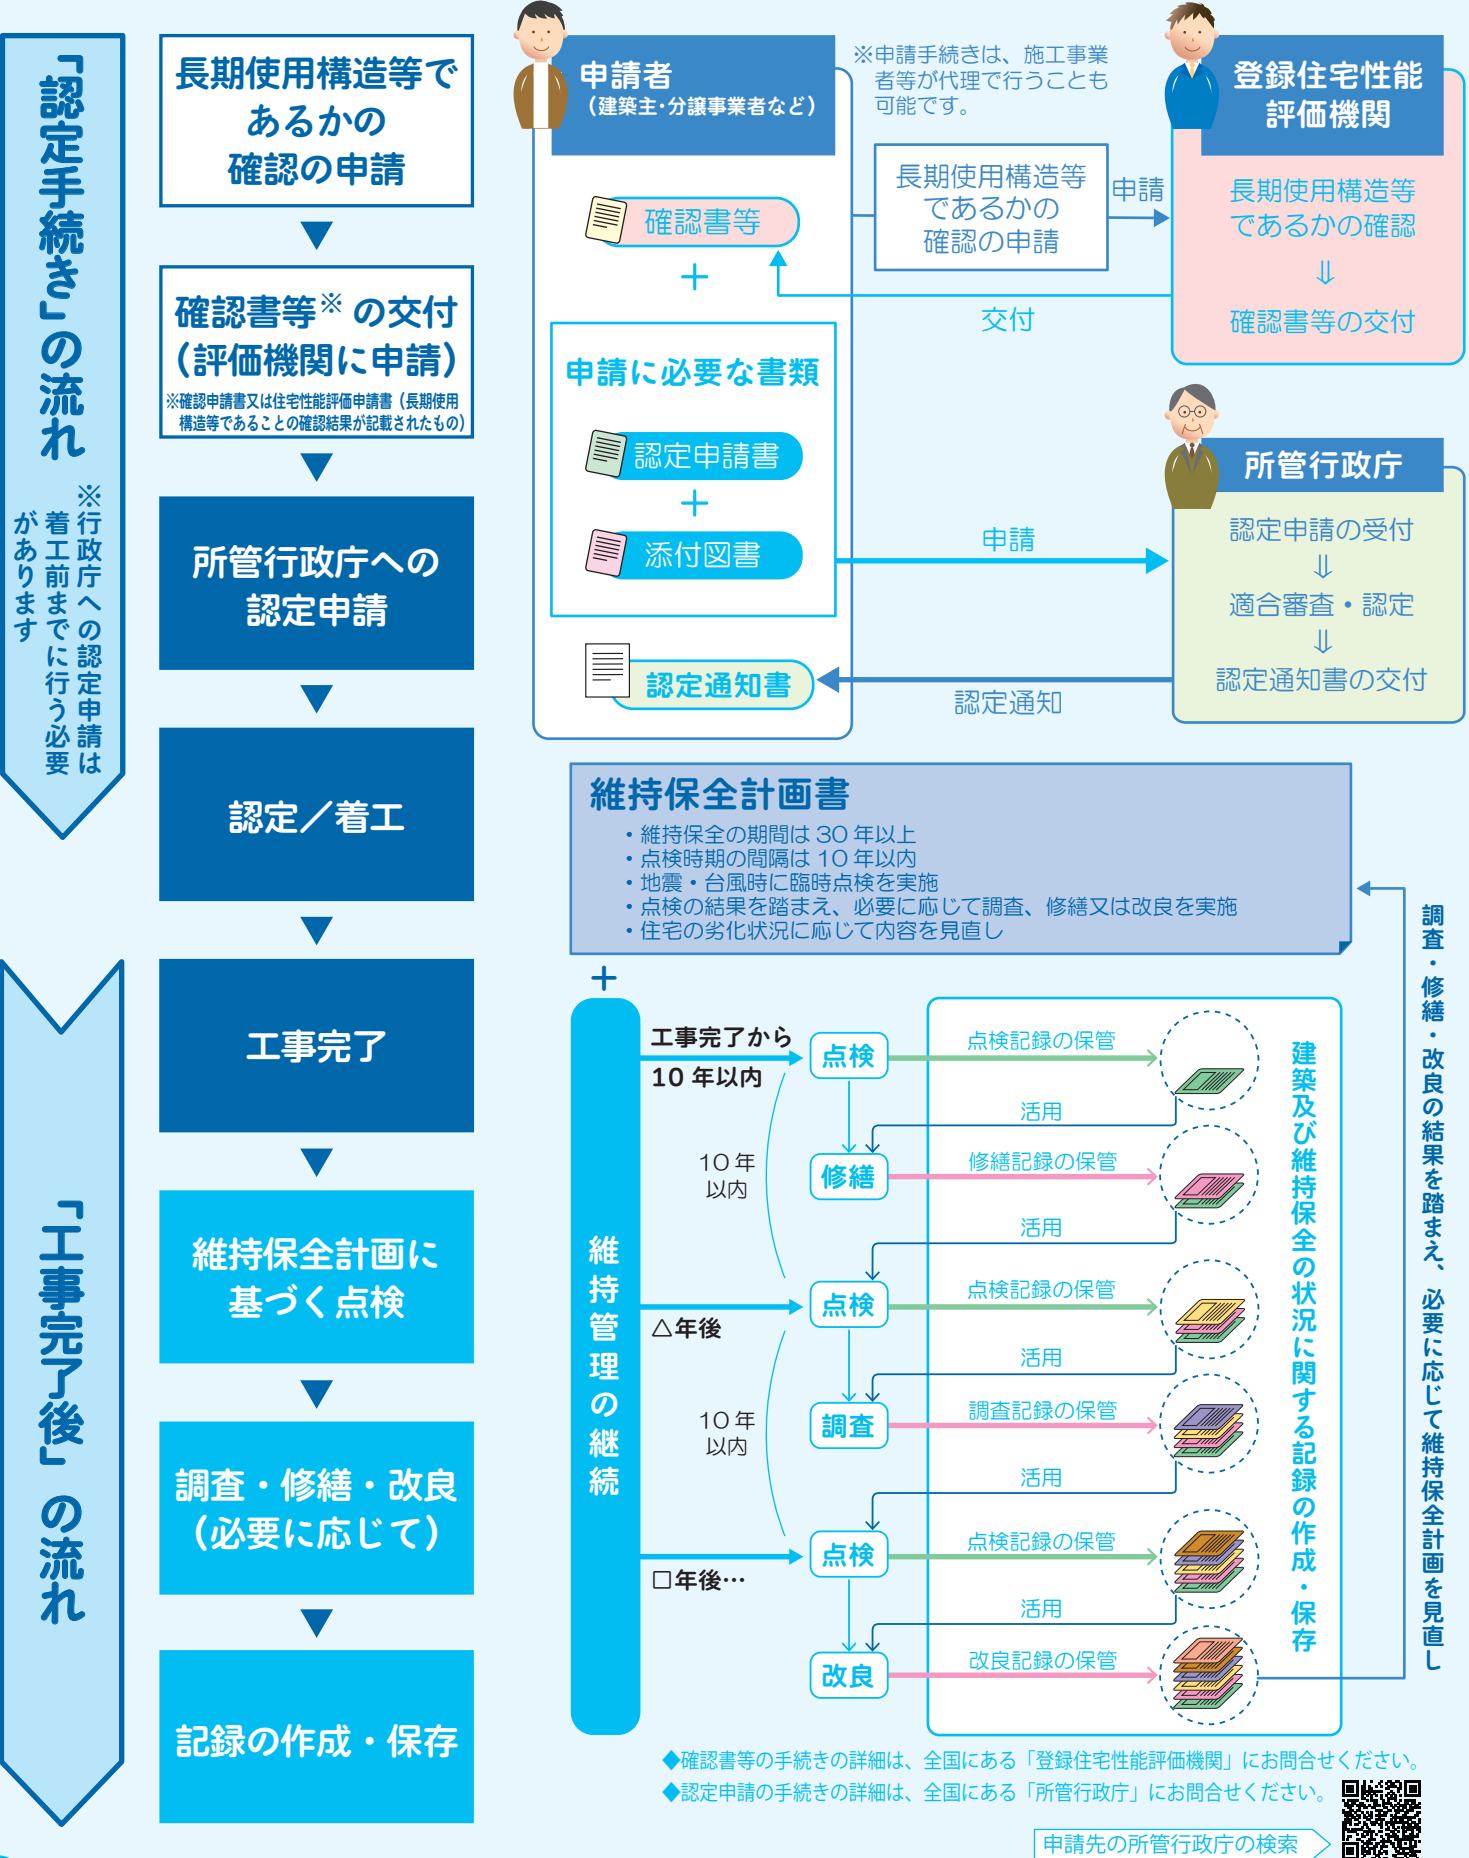 「認定手続き」の流れ
※行政庁への認定申請は
着工前までに行う必要
があります
長期使用構造等で
あるかの
確認の申請
確認書等※の交付
（評価機関に申請）
※確認申請書又は住宅性能評価申請書（長期使用
構造等であることの確認結果が記載されたもの）
所管行政庁への
認定申請
認定／着工
工事完了
「工事完了後」の流れ
維持保全計画に
基づく点検
調査・修繕・改良
（必要に応じて）
記録の作成・保存
申請者
（建築主・分譲事業者など）
※申請手続きは、施工事業
者等が代理で行うことも
可能です。
登録住宅性能
評価機関
長期使用構造等
であるかの確認
⇓
確認書等の交付
長期使用構造等
であるかの
確認の申請
申請
確認書等
＋
交付
申請に必要な書類
認定申請書
＋
添付図書
申請
所管行政庁
認定申請の受付
⇓
適合審査・認定
⇓
認定通知書の交付
認定通知書
認定通知
維持保全計画書
・維持保全の期間は 30 年以上
・点検時期の間隔は 10 年以内
・地震・台風時に臨時点検を実施
・点検の結果を踏まえ、必要に応じて調査、修繕又は改良を実施
・住宅の劣化状況に応じて内容を見直し
＋
維持管理の継続
工事完了から
10 年以内
点検
点検記録の保管
活用
10 年
以内
修繕
修繕記録の保管
活用
△年後
点検
点検記録の保管
活用
10 年
以内
調査
調査記録の保管
活用
□年後…
点検
点検記録の保管
活用
改良
改良記録の保管
建築及び維持保全の状況に関する記録の作成・保存
調査・修繕・改良の結果を踏まえ、必要に応じて維持保全計画を見直し
◆確認書等の手続きの詳細は、全国にある「登録住宅性能評価機関」にお問合せください。
◆認定申請の手続きの詳細は、全国にある「所管行政庁」にお問合せください。
申請先の所管行政庁の検索